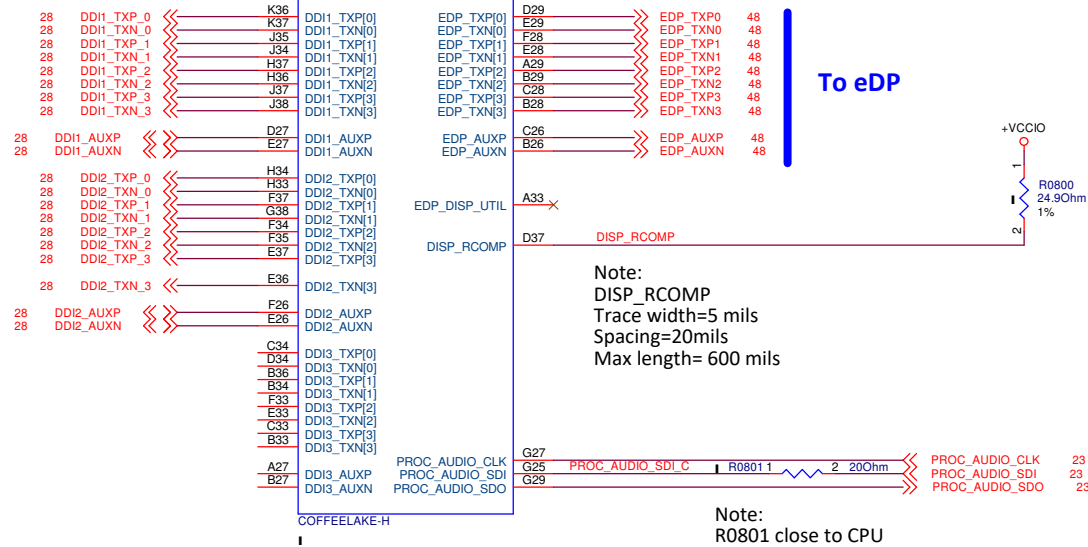 28 DDI1_TXP_0 K36 DDI1_TXP[0] EDP_TXP[0] D29 EDP_TXP0 48
28 DDI1_TXN_0 K37 DDI1_TXN[0] EDP_TXN[0] E29 EDP_TXN0 48
28 DDI1_TXP_1 J35 DDI1_TXP[1] EDP_TXP[1] F28 EDP_TXP1 48
28 DDI1_TXN_1 J34 DDI1_TXN[1] EDP_TXN[1] E28 EDP_TXN1 48
28 DDI1_TXP_2 H37 DDI1_TXP[2] EDP_TXP[2] A29 EDP_TXP2 48
28 DDI1_TXN_2 H36 DDI1_TXN[2] EDP_TXN[2] B29 EDP_TXN2 48
28 DDI1_TXP_3 J37 DDI1_TXP[3] EDP_TXP[3] C28 EDP_TXP3 48
28 DDI1_TXN_3 J38 DDI1_TXN[3] EDP_TXN[3] B28 EDP_TXN3 48
To eDP
28 DDI1_AUXP D27 DDI1_AUXP EDP_AUXP C26 EDP_AUXP 48
28 DDI1_AUXN E27 DDI1_AUXN EDP_AUXN B26 EDP_AUXN 48
+VCCIO
28 DDI2_TXP_0 H34 DDI2_TXP[0]
28 DDI2_TXN_0 H33 DDI2_TXN[0]
28 DDI2_TXP_1 F37 DDI2_TXP[1] EDP_DISP_UTIL A33
28 DDI2_TXN_1 G38 DDI2_TXN[1]
28 DDI2_TXP_2 F34 DDI2_TXP[2]
28 DDI2_TXN_2 F35 DDI2_TXN[2] DISP_RCOMP D37 DISP_RCOMP
28 DDI2_TXP_3 E37 DDI2_TXP[3]
1
R0800
24.9Ohm
1%
2
28 DDI2_TXN_3 E36 DDI2_TXN[3]
28 DDI2_AUXP F26 DDI2_AUXP
28 DDI2_AUXN E26 DDI2_AUXN
Note:
DISP_RCOMP
Trace width=5 mils
Spacing=20mils
Max length= 600 mils
C34 DDI3_TXP[0]
D34 DDI3_TXN[0]
B36 DDI3_TXP[1]
B34 DDI3_TXN[1]
F33 DDI3_TXP[2]
E33 DDI3_TXN[2]
C33 DDI3_TXP[3]
B33 DDI3_TXN[3]
PROC_AUDIO_CLK G27 PROC_AUDIO_CLK 23
A27 DDI3_AUXP PROC_AUDIO_SDI G25 PROC_AUDIO_SDI_C R0801 1 2 20Ohm PROC_AUDIO_SDI 23
B27 DDI3_AUXN PROC_AUDIO_SDO G29 PROC_AUDIO_SDO 23
COFFEELAKE-H
Note:
R0801 close to CPU